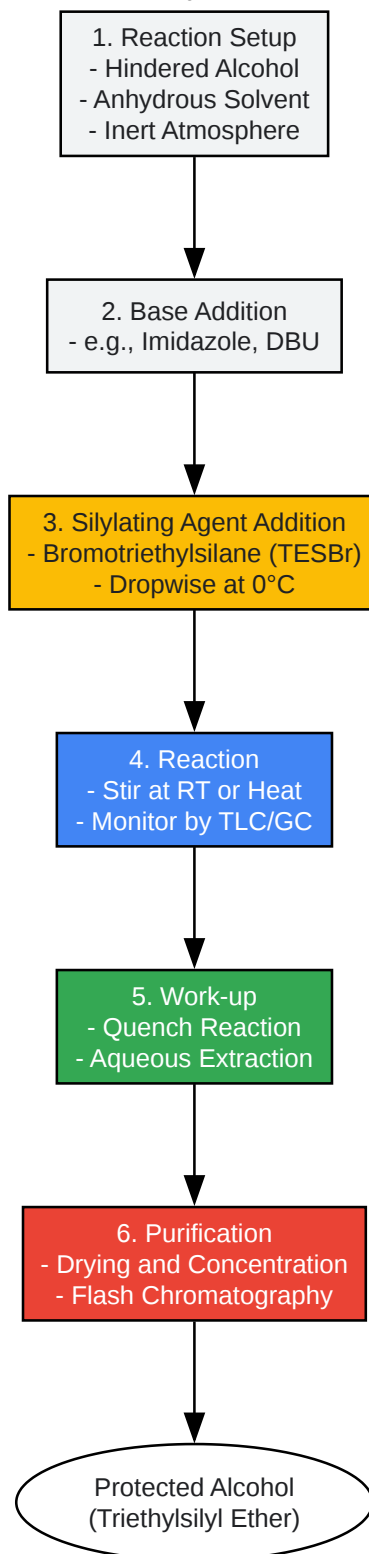 1. Reaction Setup
- Hindered Alcohol
- Anhydrous Solvent
- Inert Atmosphere
2. Base Addition
- e.g., Imidazole, DBU
3. Silylating Agent Addition
- Bromotriethylsilane (TESBr)
- Dropwise at 0°C
4. Reaction
- Stir at RT or Heat
- Monitor by TLC/GC
5. Work-up
- Quench Reaction
- Aqueous Extraction
6. Purification
- Drying and Concentration
- Flash Chromatography
Protected Alcohol
(Triethylsilyl Ether)